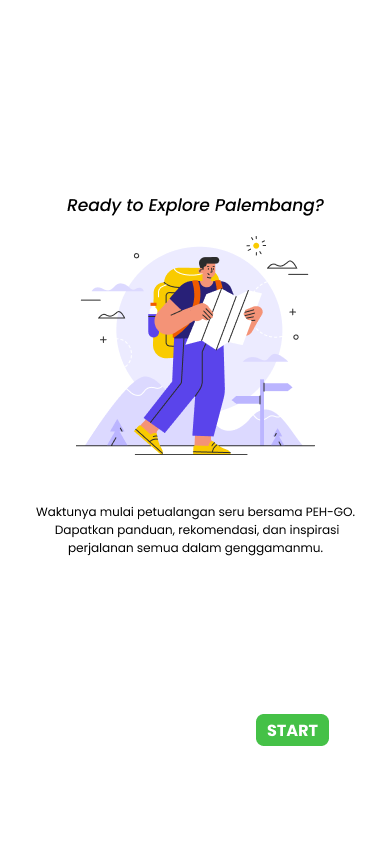 Ready to Explore Palembang?
Waktunya mulai petualangan seru bersama PEH-GO.
Dapatkan panduan, rekomendasi, dan inspirasi
perjalanan semua dalam genggamanmu.
START